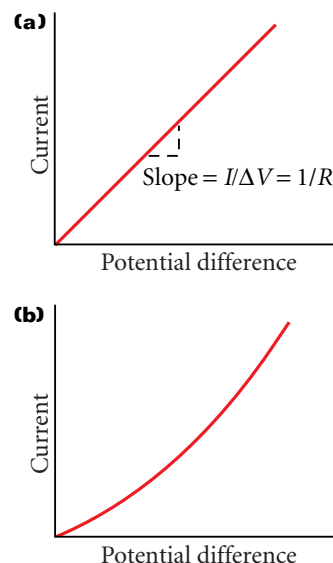 (a)
Current
Slope = I/ΔV = 1/R
Potential difference
(b)
Current
Potential difference